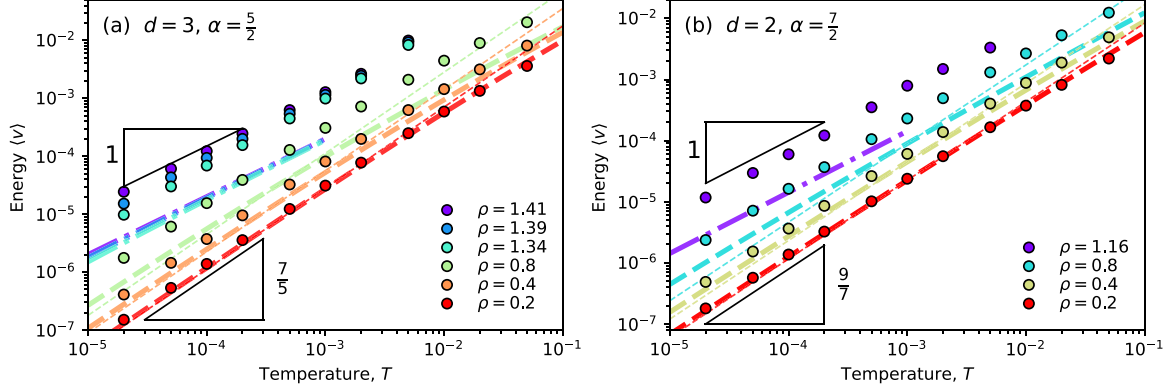 (a) d = 3, α = 5/2
Energy ⟨v⟩
10⁻²
10⁻³
10⁻⁴
10⁻⁵
10⁻⁶
10⁻⁷
1
7/5
ρ = 1.41
ρ = 1.39
ρ = 1.34
ρ = 0.8
ρ = 0.4
ρ = 0.2
10⁻⁵ 10⁻⁴ 10⁻³ 10⁻² 10⁻¹
Temperature, T
(b) d = 2, α = 7/2
Energy ⟨v⟩
10⁻²
10⁻³
10⁻⁴
10⁻⁵
10⁻⁶
10⁻⁷
1
9/7
ρ = 1.16
ρ = 0.8
ρ = 0.4
ρ = 0.2
10⁻⁵ 10⁻⁴ 10⁻³ 10⁻² 10⁻¹
Temperature, T